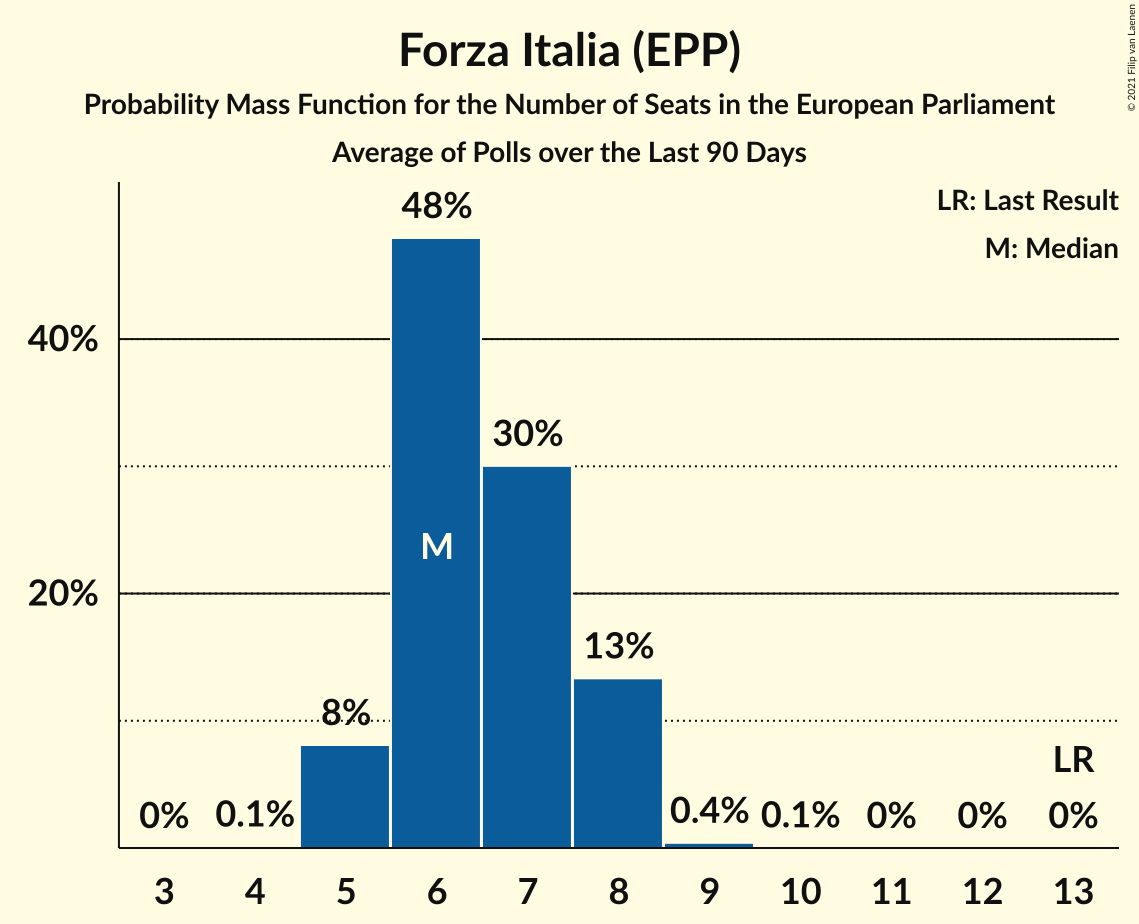 Forza Italia (EPP)
Probability Mass Function for the Number of Seats in the European Parliament
Average of Polls over the Last 90 Days
© 2021 Filip van Laenen
LR: Last Result
M: Median
48%
40%
30%
M
20%
13%
8%
LR
0% 0.1% 0.4% 0.1% 0% 0% 0%
3 4 5 6 7 8 9 10 11 12 13